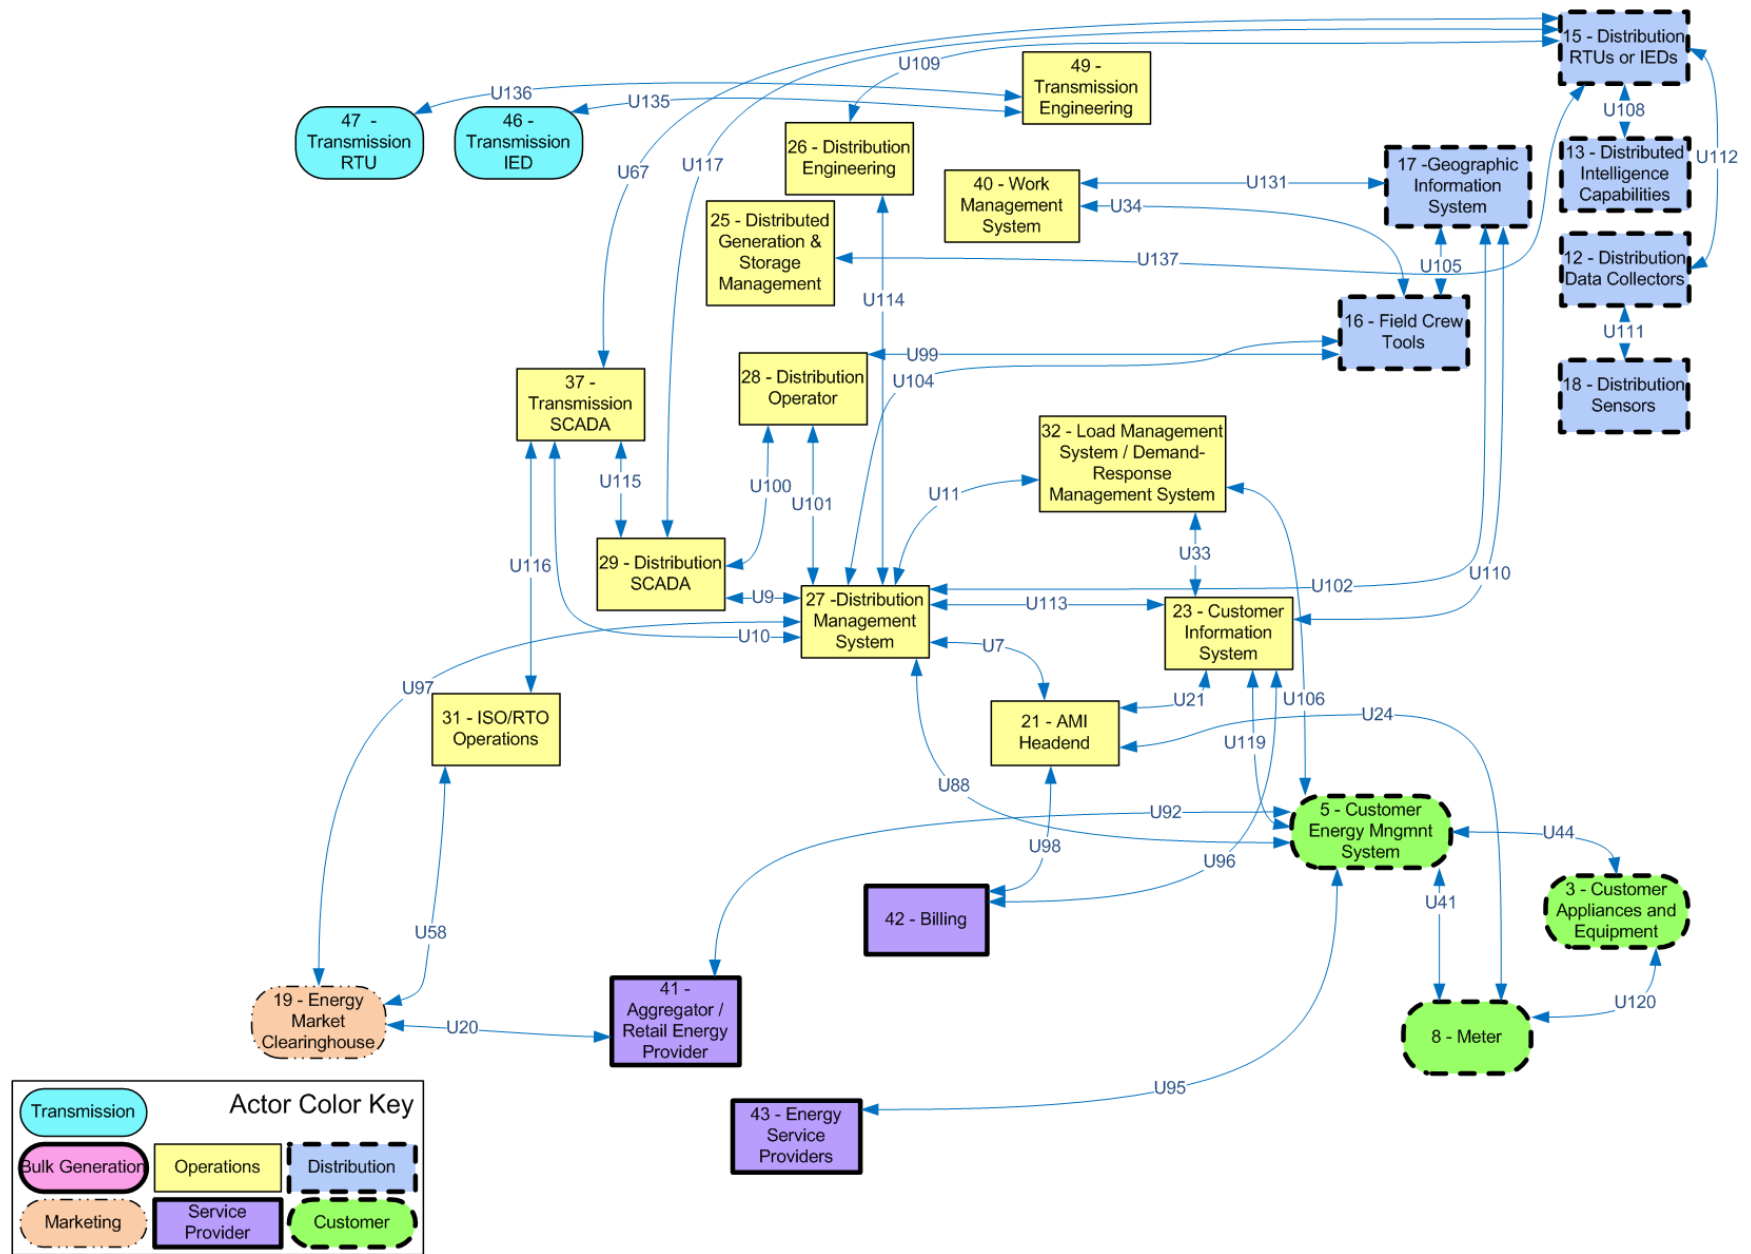 15 - Distribution
RTUs or IEDs
U109
49 -
Transmission
Engineering
U136
U135
U108
47 -
Transmission
RTU
46 -
Transmission
IED
26 - Distribution
Engineering
U67
U117
U112
13 - Distributed
Intelligence
Capabilities
17 -Geographic
Information
System
40 - Work
Management
System
U131
U34
25 - Distributed
Generation &
Storage
Management
U137
U105
12 - Distribution
Data Collectors
U114
16 - Field Crew
Tools
U111
U99
U104
28 - Distribution
Operator
18 - Distribution
Sensors
37 -
Transmission
SCADA
32 - Load Management
System / Demand-
Response
Management System
U115
U100
U101
U11
U116
U33
U110
29 - Distribution
SCADA
U102
U9
27 -Distribution
Management
System
U113
23 - Customer
Information
System
U10
U7
U97
U21
U106
U24
31 - ISO/RTO
Operations
21 - AMI
Headend
U119
U88
U92
5 - Customer
Energy Mngmnt
System
U44
U98
U96
3 - Customer
Appliances and
Equipment
U41
42 - Billing
U58
U120
19 - Energy
Market
Clearinghouse
U20
41 -
Aggregator /
Retail Energy
Provider
8 - Meter
U95
43 - Energy
Service
Providers
Actor Color Key
Transmission
Bulk Generation
Operations
Distribution
Marketing
Service
Provider
Customer